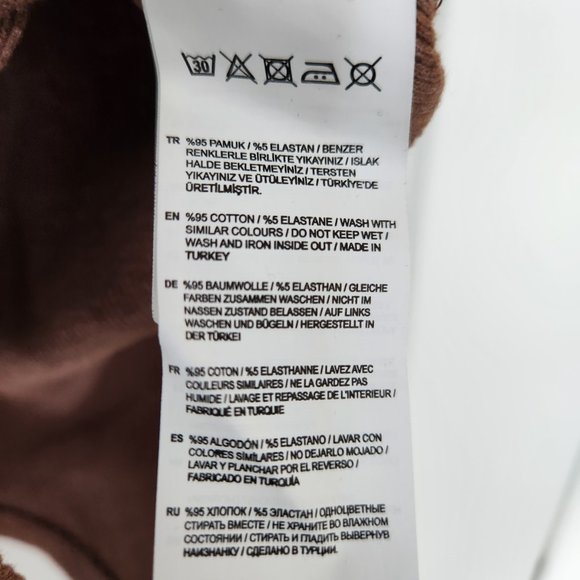 30
TR %95 PAMUK / %5 ELASTAN / BENZER
RENKLERLE BİRLİKTE YIKAYINIZ / ISLAK
HALDE BEKLETMEYİNİZ / TERSTEN
YIKAYINIZ VE ÜTÜLEYİNİZ / TÜRKİYE'DE
ÜRETİLMİŞTİR.
EN %95 COTTON / %5 ELASTANE / WASH WITH
SIMILAR COLOURS / DO NOT KEEP WET /
WASH AND IRON INSIDE OUT / MADE IN
TURKEY
DE %95 BAUMWOLLE / %5 ELASTHAN / GLEICHE
FARBEN ZUSAMMEN WASCHEN / NICHT IM
NASSEN ZUSTAND BELASSEN / AUF LINKS
WASCHEN UND BÜGELN / HERGESTELLT IN
DER TÜRKEI
FR %95 COTON / %5 ELASTHANNE / LAVEZ AVEC
COULEURS SIMILAIRES / NE LA GARDEZ PAS
HUMIDE / LAVAGE ET REPASSAGE DE L'INTERIEUR /
FABRIQUÉ EN TURQUIE
ES %95 ALGODÓN / %5 ELASTANO / LAVAR CON
COLORES SIMILARES / NO DEJARLO MOJADO /
LAVAR Y PLANCHAR POR EL REVERSO /
FABRICADO EN TURQUÍA
RU %95 ХЛОПОК / %5 ЭЛАСТАН / ОДНОЦВЕТНЫЕ
СТИРАТЬ ВМЕСТЕ / НЕ ХРАНИТЕ ВО ВЛАЖНОМ
СОСТОЯНИИ / СТИРАТЬ И ГЛАДИТЬ ВЫВЕРНУВ
НАИЗНАНКУ / СДЕЛАНО В ТУРЦИИ.